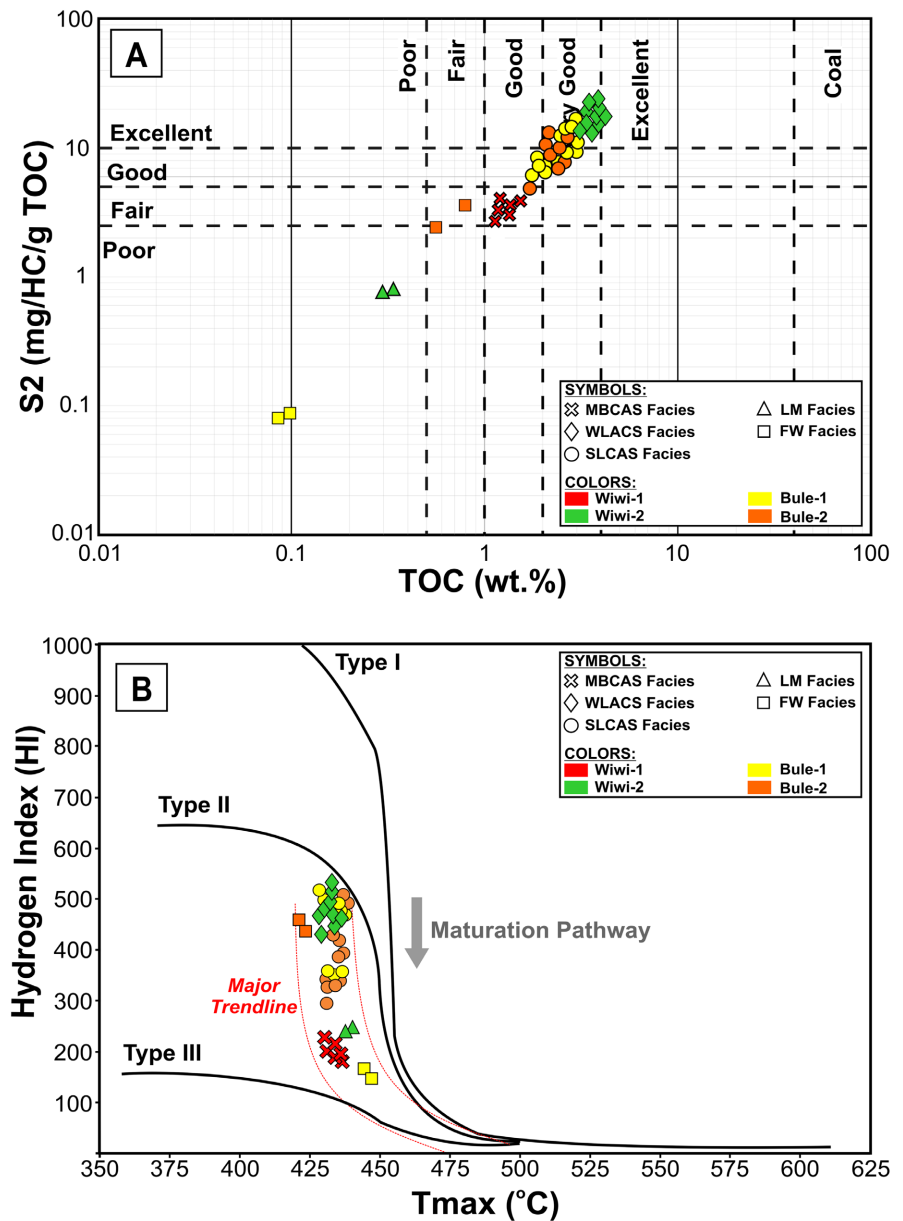 A
Poor
Fair
Good
y Good
Excellent
Coal
Excellent
Good
Fair
Poor
S2 (mg/HC/g TOC)
100
10
1
0.1
0.01
0.01
0.1
1
10
100
TOC (wt.%)
SYMBOLS:
MBCAS Facies
LM Facies
WLACS Facies
FW Facies
SLCAS Facies
COLORS:
Wiwi-1
Bule-1
Wiwi-2
Bule-2
B
Type I
Type II
Type III
Major
Trendline
Maturation Pathway
Hydrogen Index (HI)
1000
900
800
700
600
500
400
300
200
100
350
375
400
425
450
475
500
525
550
575
600
625
Tmax (°C)
SYMBOLS:
MBCAS Facies
LM Facies
WLACS Facies
FW Facies
SLCAS Facies
COLORS:
Wiwi-1
Bule-1
Wiwi-2
Bule-2